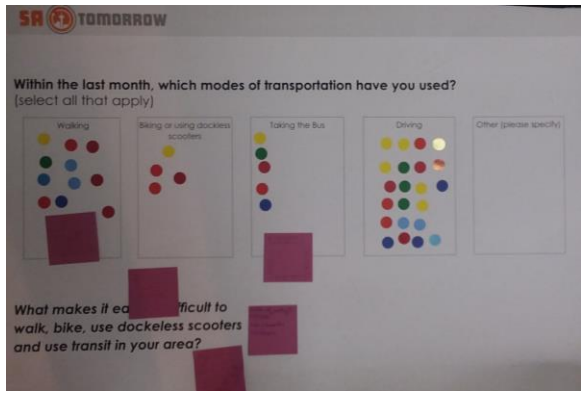 SA TOMORROW
Within the last month, which modes of transportation have you used?
(select all that apply)
Walking
Biking or using dockless
scooters
Taking the Bus
Driving
Other (please specify)
What makes it ea ficult to
walk, bike, use dockeless scooters
and use transit in your area?